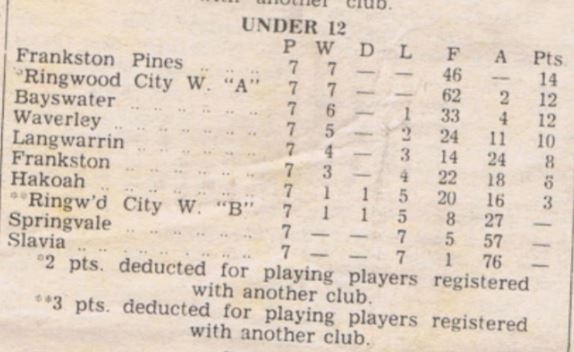 with another club.
UNDER 12
P W D L F A Pts.
Frankston Pines .. .. .. 7 7 — — 46 — 14
*Ringwood City W. "A" 7 7 — — 62 2 12
Bayswater .. .. .. .. .. 7 6 — 1 33 4 12
Waverley .. .. .. .. .. .. 7 5 — 2 24 11 10
Langwarrin .. .. .. .. .. 7 4 — 3 14 24 8
Frankston .. .. .. .. .. 7 3 — 4 22 18 6
Hakoah .. .. .. .. .. .. 7 1 1 5 20 16 3
**Ringw'd City W. "B" 7 1 1 5 8 27 —
Springvale .. .. .. .. .. 7 — — 7 5 57 —
Slavia .. .. .. .. .. .. 7 — — 7 1 76 —
*2 pts. deducted for playing players registered
with another club.
**3 pts. deducted for playing players registered
with another club.